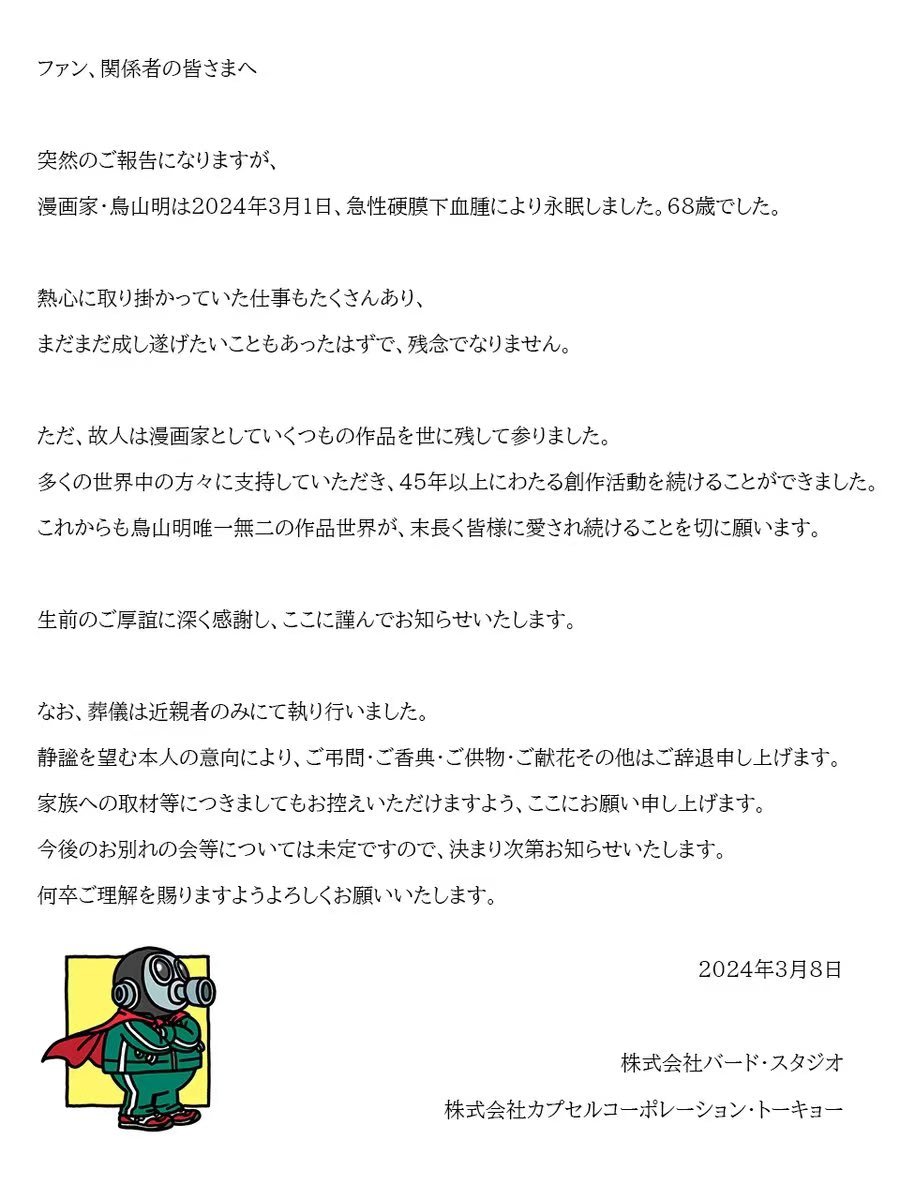 ファン、関係者の皆さまへ
突然のご報告になりますが、
漫画家・鳥山明は2024年3月1日、急性硬膜下血腫により永眠しました。68歳でした。
熱心に取り掛かっていた仕事もたくさんあり、
まだまだ成し遂げたいこともあったはずで、残念でなりません。
ただ、故人は漫画家としていくつもの作品を世に残して参りました。
多くの世界中の方々に支持していただき、45年以上にわたる創作活動を続けることができました。
これからも鳥山明唯一無二の作品世界が、末長く皆様に愛され続けることを切に願います。
生前のご厚誼に深く感謝し、ここに謹んでお知らせいたします。
なお、葬儀は近親者のみにて執り行いました。
静謐を望む本人の意向により、ご弔問・ご香典・ご供物・ご献花その他はご辞退申し上げます。
家族への取材等につきましてもお控えいただけますよう、ここにお願い申し上げます。
今後のお別れの会等については未定ですので、決まり次第お知らせいたします。
何卒ご理解を賜りますようよろしくお願いいたします。
2024年3月8日
株式会社バード・スタジオ
株式会社カプセルコーポレーション・トーキョー